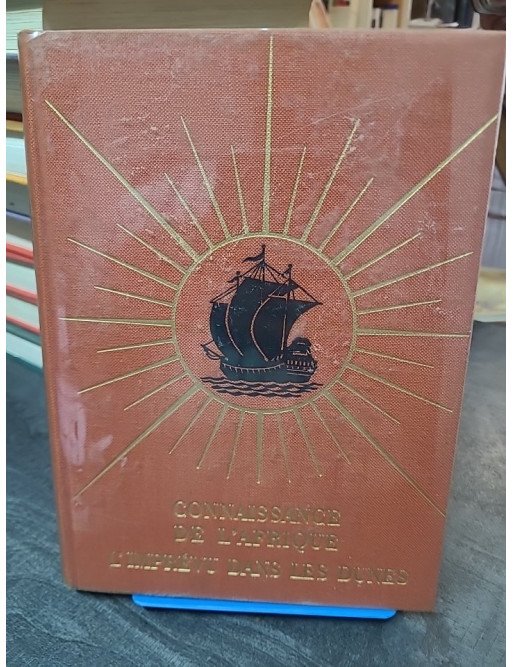 CONNAISSANCE
DE L'AFRIQUE
L'IMPRÉVU DANS LES DUNES